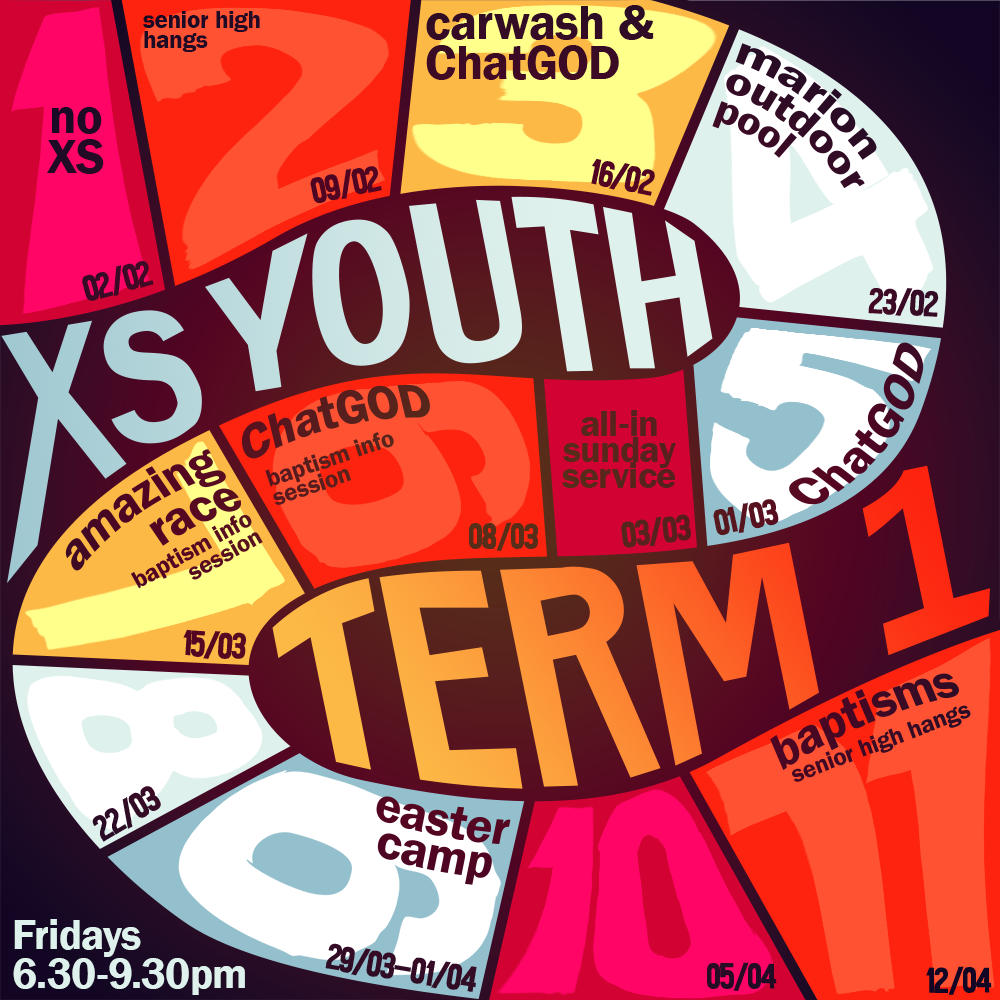 1
no
XS
02/02
2
senior high
hangs
09/02
3
carwash &
ChatGOD
16/02
4
marion
outdoor
pool
23/02
XS YOUTH
5
ChatGOD
01/03
all-in
sunday
service
03/03
6
ChatGOD
baptism info
session
08/03
7
amazing
race
baptism info
session
15/03
TERM 1
8
22/03
9
easter
camp
29/03–01/04
10
05/04
11
baptisms
senior high hangs
12/04
Fridays
6.30-9.30pm